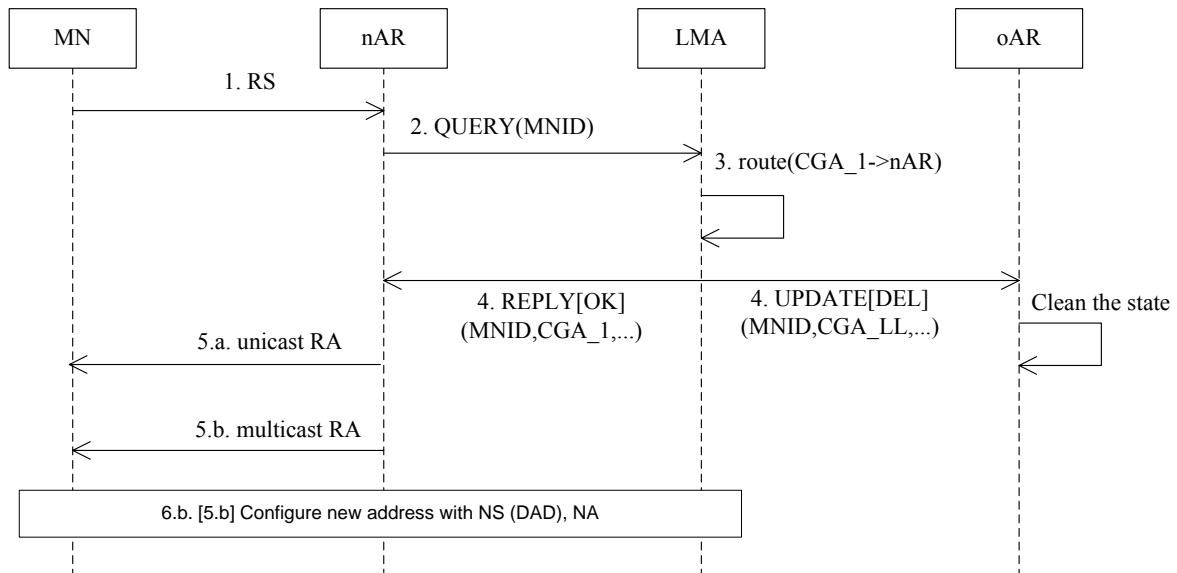 MN
nAR
LMA
oAR
1. RS
2. QUERY(MNID)
3. route(CGA_1->nAR)
4. REPLY[OK]
(MNID,CGA_1,...)
4. UPDATE[DEL]
(MNID,CGA_LL,...)
Clean the state
5.a. unicast RA
5.b. multicast RA
6.b. [5.b] Configure new address with NS (DAD), NA